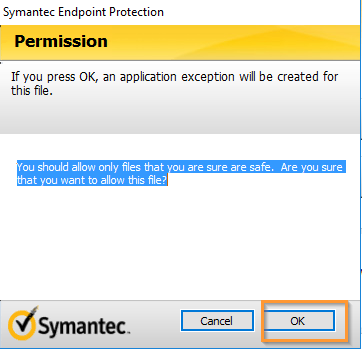 Symantec Endpoint Protection
Permission
If you press OK, an application exception will be created for
this file.
You should allow only files that you are sure are safe.  Are you sure
that you want to allow this file?
Symantec.
Cancel
OK